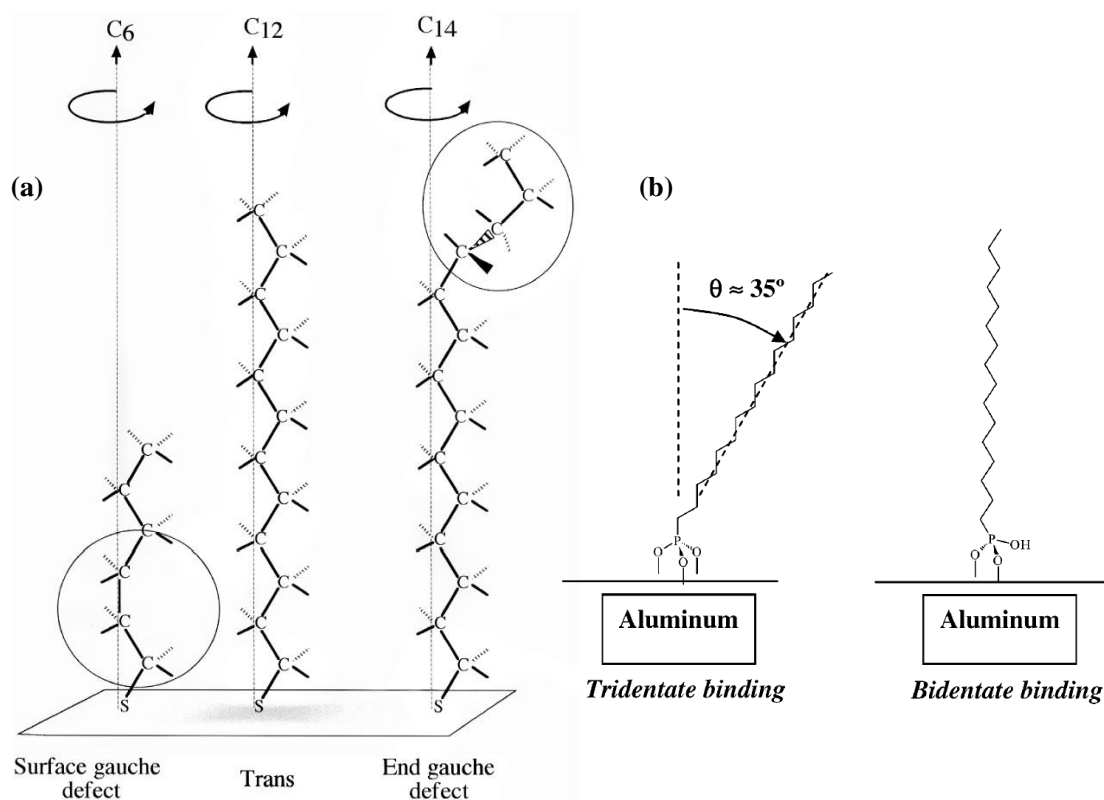 C6
C12
C14
(a)
(b)
C
C
C
C
C
C
S
C
C
C
C
C
C
C
C
C
C
C
C
C
S
C
C
C
C
C
C
C
C
C
C
C
C
C
C
S
Surface gauche
defect
Trans
End gauche
defect
θ ≈ 35º
P
O
O
O
Aluminum
Tridentate binding
P
OH
O
O
Aluminum
Bidentate binding